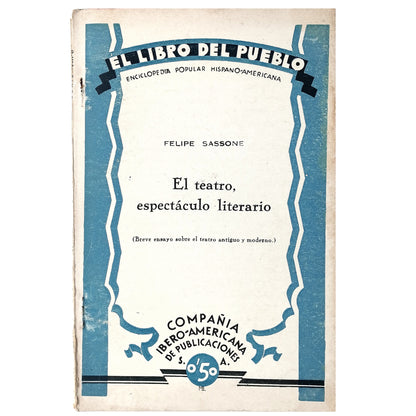 EL LIBRO DEL PUEBLO
ENCICLOPEDIA POPULAR HISPANO-AMERICANA
FELIPE SASSONE
El teatro,
espectáculo literario
(Breve ensayo sobre el teatro antiguo y moderno.)
COMPAÑIA
IBERO-AMERICANA
DE PUBLICACIONES
S. A.
0'50